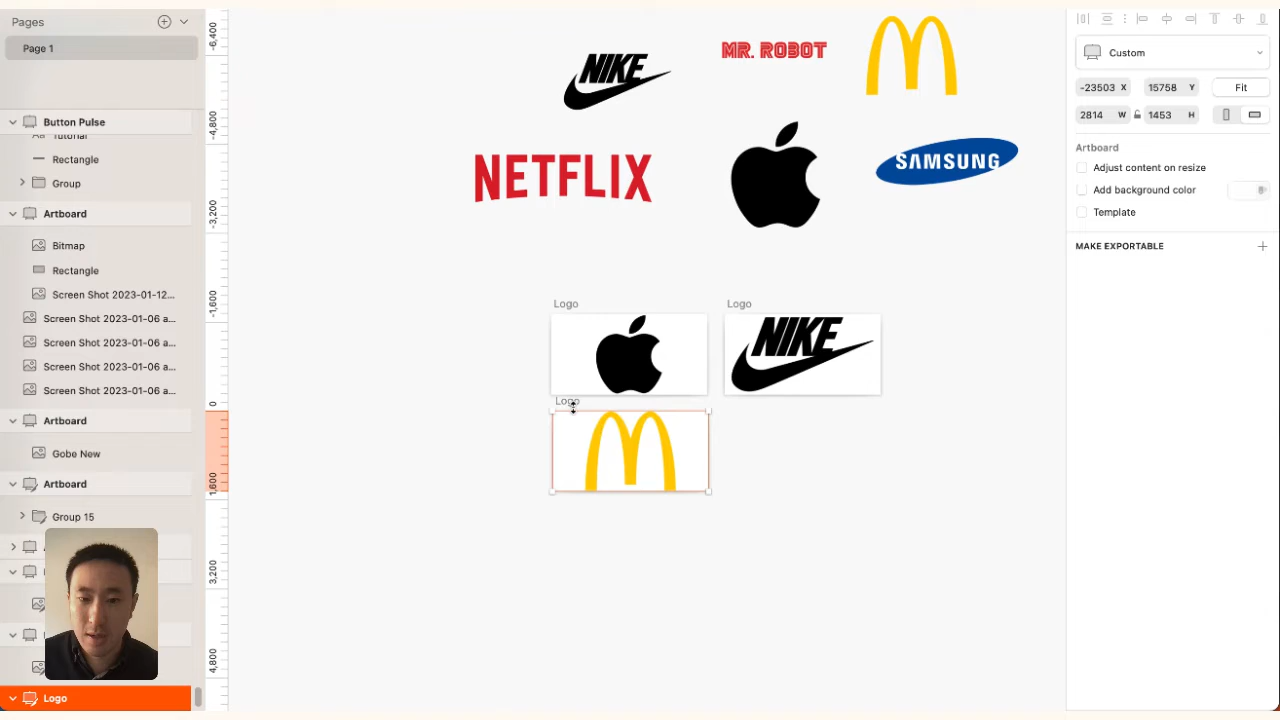 Pages
Page 1
Button Pulse
Tutorial
Rectangle
Group
Artboard
Bitmap
Rectangle
Screen Shot 2023-01-12...
Screen Shot 2023-01-06 a...
Screen Shot 2023-01-06 a...
Screen Shot 2023-01-06 a...
Screen Shot 2023-01-06 a...
Artboard
Gobe New
Artboard
Group 15
Logo
-6,400
-4,800
-3,200
-1,600
0
1,600
3,200
4,800
NIKE
MR. ROBOT
NETFLIX
SAMSUNG
Logo
Logo
NIKE
Logo
Custom
-23503 X
15758 Y
Fit
2814 W
1453 H
Artboard
Adjust content on resize
Add background color
Template
MAKE EXPORTABLE